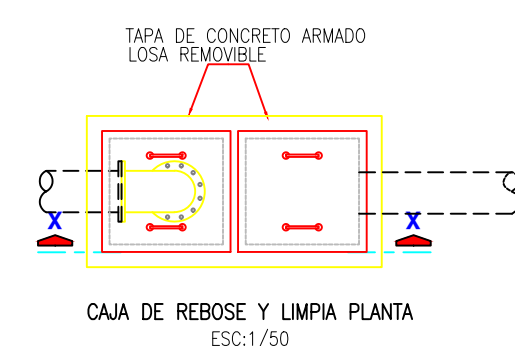 TAPA DE CONCRETO ARMADO
LOSA REMOVIBLE
X X
CAJA DE REBOSE Y LIMPIA PLANTA
ESC:1/50